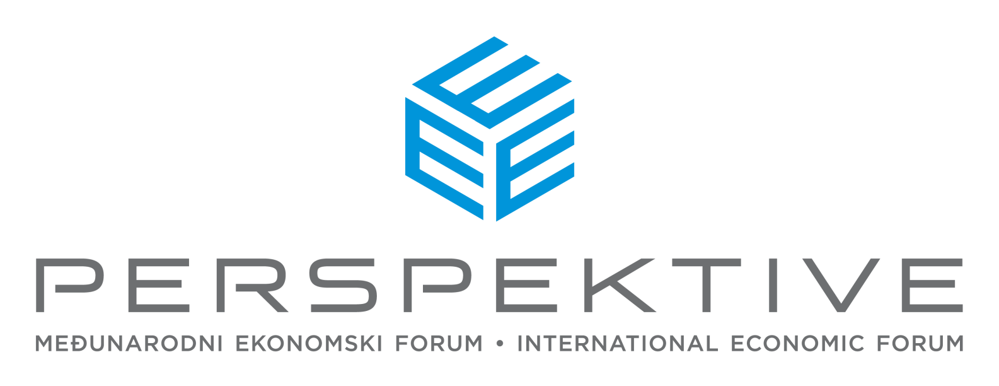 PERSPEKTIVE
MEĐUNARODNI EKONOMSKI FORUM • INTERNATIONAL ECONOMIC FORUM